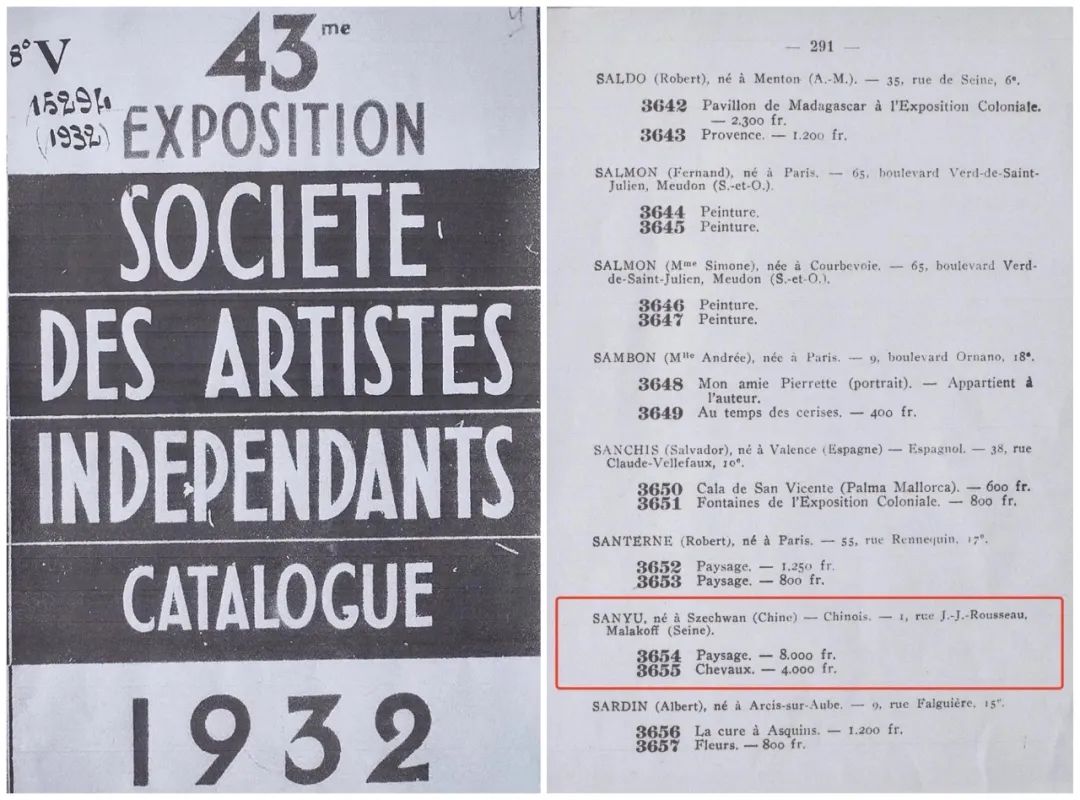 8° V
15294
(1932)
43me
EXPOSITION
SOCIETE
DES ARTISTES
INDEPENDANTS
CATALOGUE
1932
— 291 —
SALDO (Robert), né à Menton (A.-M.). — 35, rue de Seine, 6e.
3642 Pavillon de Madagascar à l'Exposition Coloniale.
— 2.300 fr.
3643 Provence. — 1.200 fr.
SALMON (Fernand), né à Paris. — 65, boulevard Verd-de-Saint-
Julien, Meudon (S.-et-O.).
3644 Peinture.
3645 Peinture.
SALMON (Mme Simone), née à Courbevoie. — 65, boulevard Verd-
de-Saint-Julien, Meudon (S.-et-O.).
3646 Peinture.
3647 Peinture.
SAMBON (Mlle Andrée), née à Paris. — 9, boulevard Ornano, 18e.
3648 Mon amie Pierrette (portrait). — Appartient à
l'auteur.
3649 Au temps des cerises. — 400 fr.
SANCHIS (Salvador), né à Valence (Espagne) — Espagnol. — 38, rue
Claude-Vellefaux, 10e.
3650 Cala de San Vicente (Palma Mallorca). — 600 fr.
3651 Fontaines de l'Exposition Coloniale. — 800 fr.
SANTERNE (Robert), né à Paris. — 55, rue Rennequin, 17e.
3652 Paysage. — 1.250 fr.
3653 Paysage. — 800 fr.
SANYU, né à Szechwan (Chine) — Chinois. — 1, rue J.-J.-Rousseau,
Malakoff (Seine).
3654 Paysage. — 8.000 fr.
3655 Chevaux. — 4.000 fr.
SARDIN (Albert), né à Arcis-sur-Aube. — 9, rue Falguière, 15e.
3656 La cure à Asquins. — 1.200 fr.
3657 Fleurs. — 800 fr.